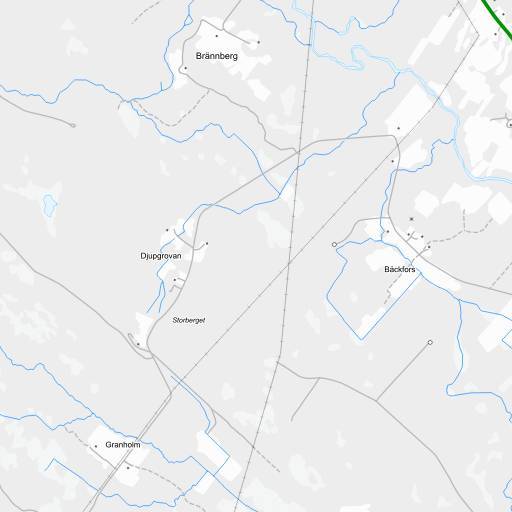 Brännberg
Djupgrovan
Bäckfors
Storberget
Granholm